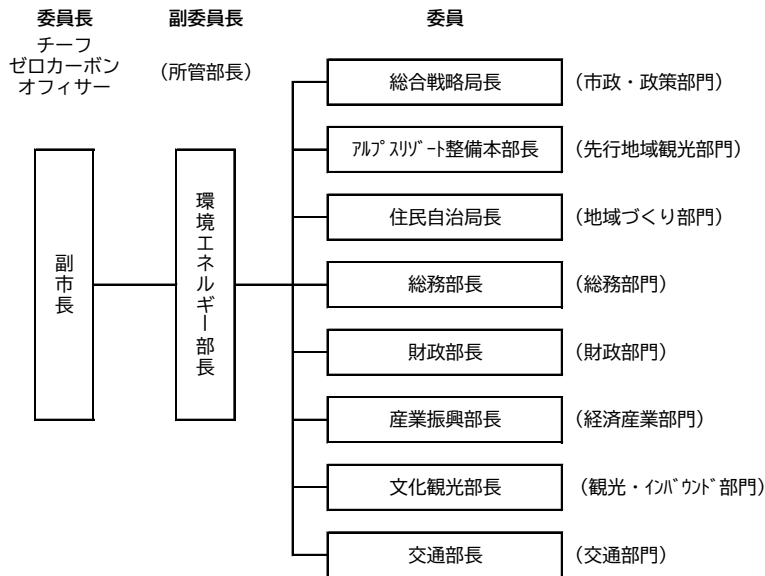 委員長
副委員長
委員
チーフ
ゼロカーボン
オフィサー
（所管部長）
副市長
環境エネルギー部長
総合戦略局長
（市政・政策部門）
ｱﾙﾌﾟｽﾘｿﾞｰﾄ整備本部長
（先行地域観光部門）
住民自治局長
（地域づくり部門）
総務部長
（総務部門）
財政部長
（財政部門）
産業振興部長
（経済産業部門）
文化観光部長
（観光・ｲﾝﾊﾞｳﾝﾄﾞ部門）
交通部長
（交通部門）